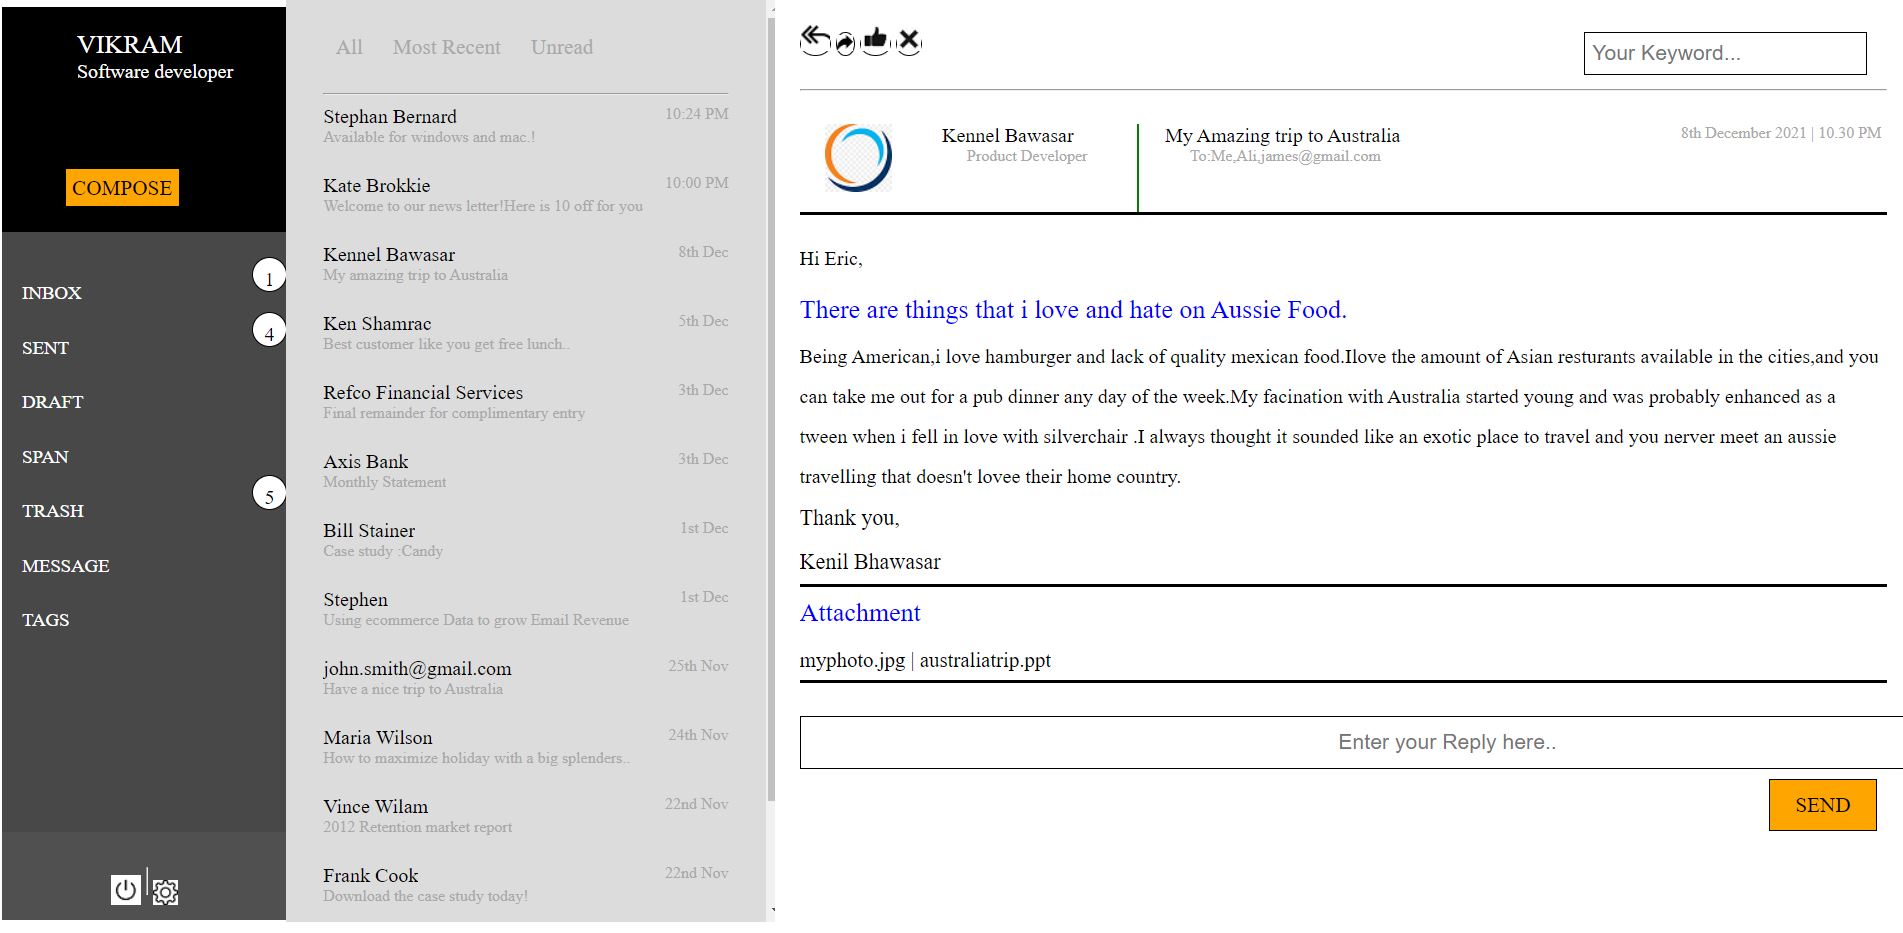 VIKRAM
Software developer
COMPOSE
INBOX 1
SENT 4
DRAFT
SPAN
TRASH 5
MESSAGE
TAGS
All Most Recent Unread
Stephan Bernard 10:24 PM
Available for windows and mac.!
Kate Brokkie 10:00 PM
Welcome to our news letter!Here is 10 off for you
Kennel Bawasar 8th Dec
My amazing trip to Australia
Ken Shamrac 5th Dec
Best customer like you get free lunch..
Refco Financial Services 3th Dec
Final remainder for complimentary entry
Axis Bank 3th Dec
Monthly Statement
Bill Stainer 1st Dec
Case study :Candy
Stephen 1st Dec
Using ecommerce Data to grow Email Revenue
john.smith@gmail.com 25th Nov
Have a nice trip to Australia
Maria Wilson 24th Nov
How to maximize holiday with a big splenders..
Vince Wilam 22nd Nov
2012 Retention market report
Frank Cook 22nd Nov
Download the case study today!
Your Keyword...
Kennel Bawasar
Product Developer
My Amazing trip to Australia
To:Me,Ali,james@gmail.com
8th December 2021 | 10.30 PM
Hi Eric,
There are things that i love and hate on Aussie Food.
Being American,i love hamburger and lack of quality mexican food.Ilove the amount of Asian resturants available in the cities,and you
can take me out for a pub dinner any day of the week.My facination with Australia started young and was probably enhanced as a
tween when i fell in love with silverchair .I always thought it sounded like an exotic place to travel and you nerver meet an aussie
travelling that doesn't lovee their home country.
Thank you,
Kenil Bhawasar
Attachment
myphoto.jpg | australiatrip.ppt
Enter your Reply here..
SEND